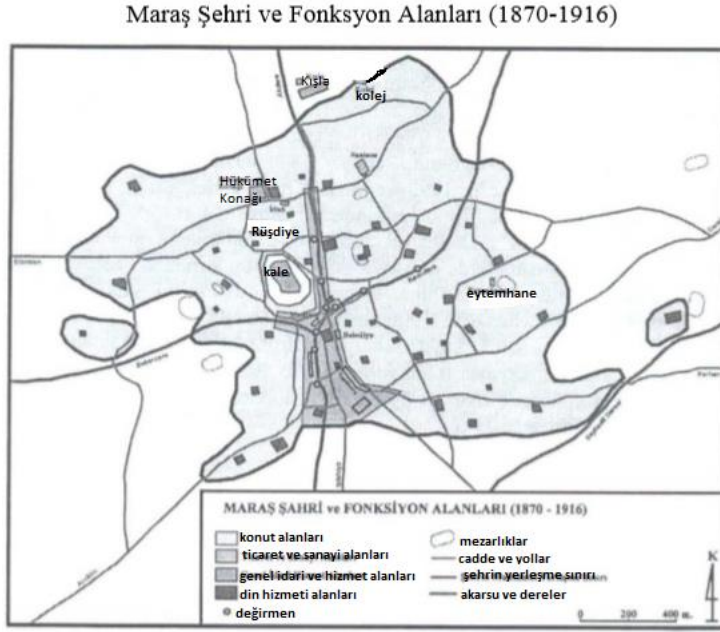 Maraş Şehri ve Fonksyon Alanları (1870-1916)
Kışla
kolej
Hükümet
Konağı
Rüşdiye
kale
eytemhane
Belediye
MARAŞ ŞAHRİ ve FONKSİYON ALANLARI (1870 - 1916)
konut alanları
ticaret ve sanayi alanları
genel idari ve hizmet alanları
din hizmeti alanları
değirmen
mezarlıklar
cadde ve yollar
şehrin yerleşme sınırı
akarsu ve dereler
K
0 200 400 m.